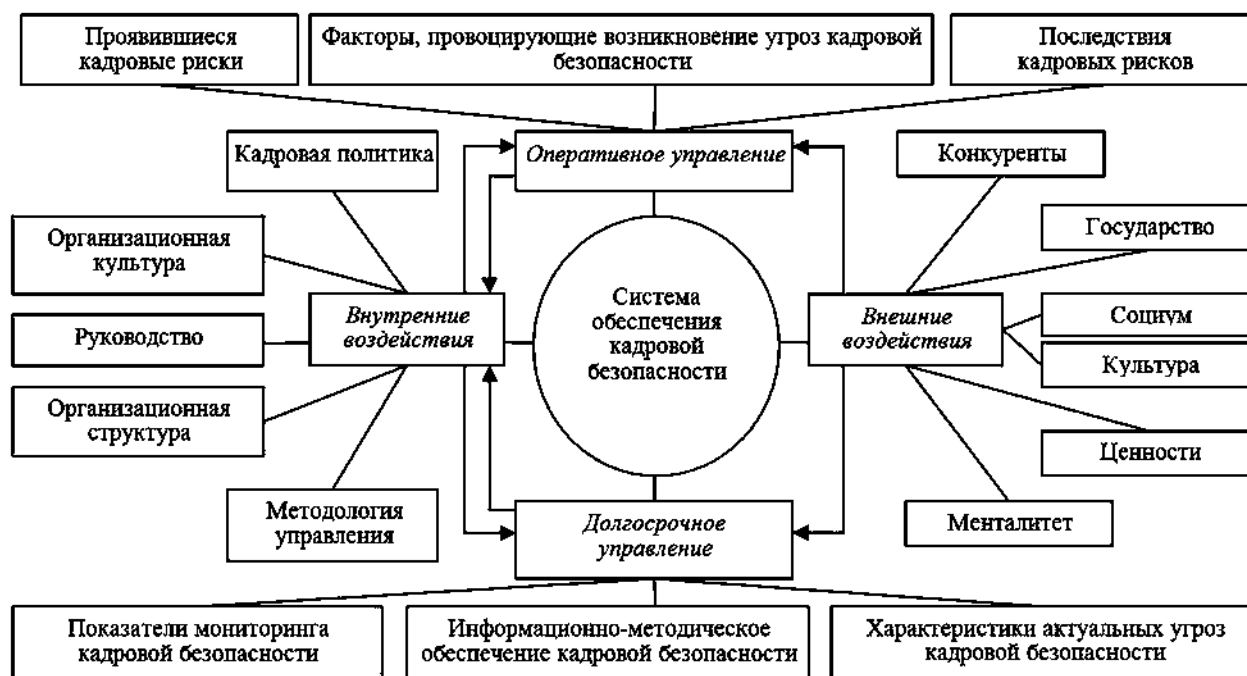 Проявившиеся
кадровые риски
Факторы, провоцирующие возникновение угроз кадровой
безопасности
Последствия
кадровых рисков
Кадровая политика
Оперативное управление
Конкуренты
Организационная
культура
Государство
Внутренние
воздействия
Система
обеспечения
кадровой
безопасности
Внешние
воздействия
Социум
Руководство
Культура
Организационная
структура
Ценности
Методология
управления
Долгосрочное
управление
Менталитет
Показатели мониторинга
кадровой безопасности
Информационно-методическое
обеспечение кадровой безопасности
Характеристики актуальных угроз
кадровой безопасности